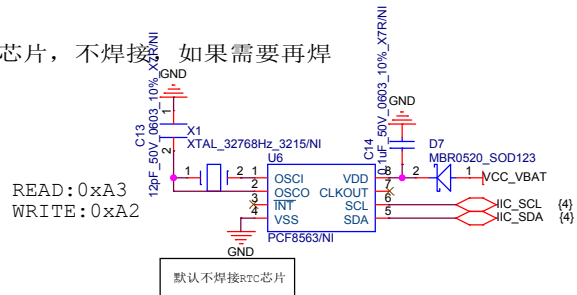 芯片，不焊接，如果需要再焊
GND
C13
12pF_50V_0603_10%_X7R/NI
1
2
X1
XTAL_32768Hz_3215/NI
1
2
U6
1 OSCI
2 OSCO
3 INT
4 VSS
VDD 8
CLKOUT 7
SCL 6
SDA 5
PCF8563/NI
GND
GND
C14
1uF_50V_0603_10%_X7R/NI
D7
MBR0520_SOD123
2
1
VCC_VBAT
IIC_SCL {4}
IIC_SDA {4}
READ:0xA3
WRITE:0xA2
默认不焊接RTC芯片